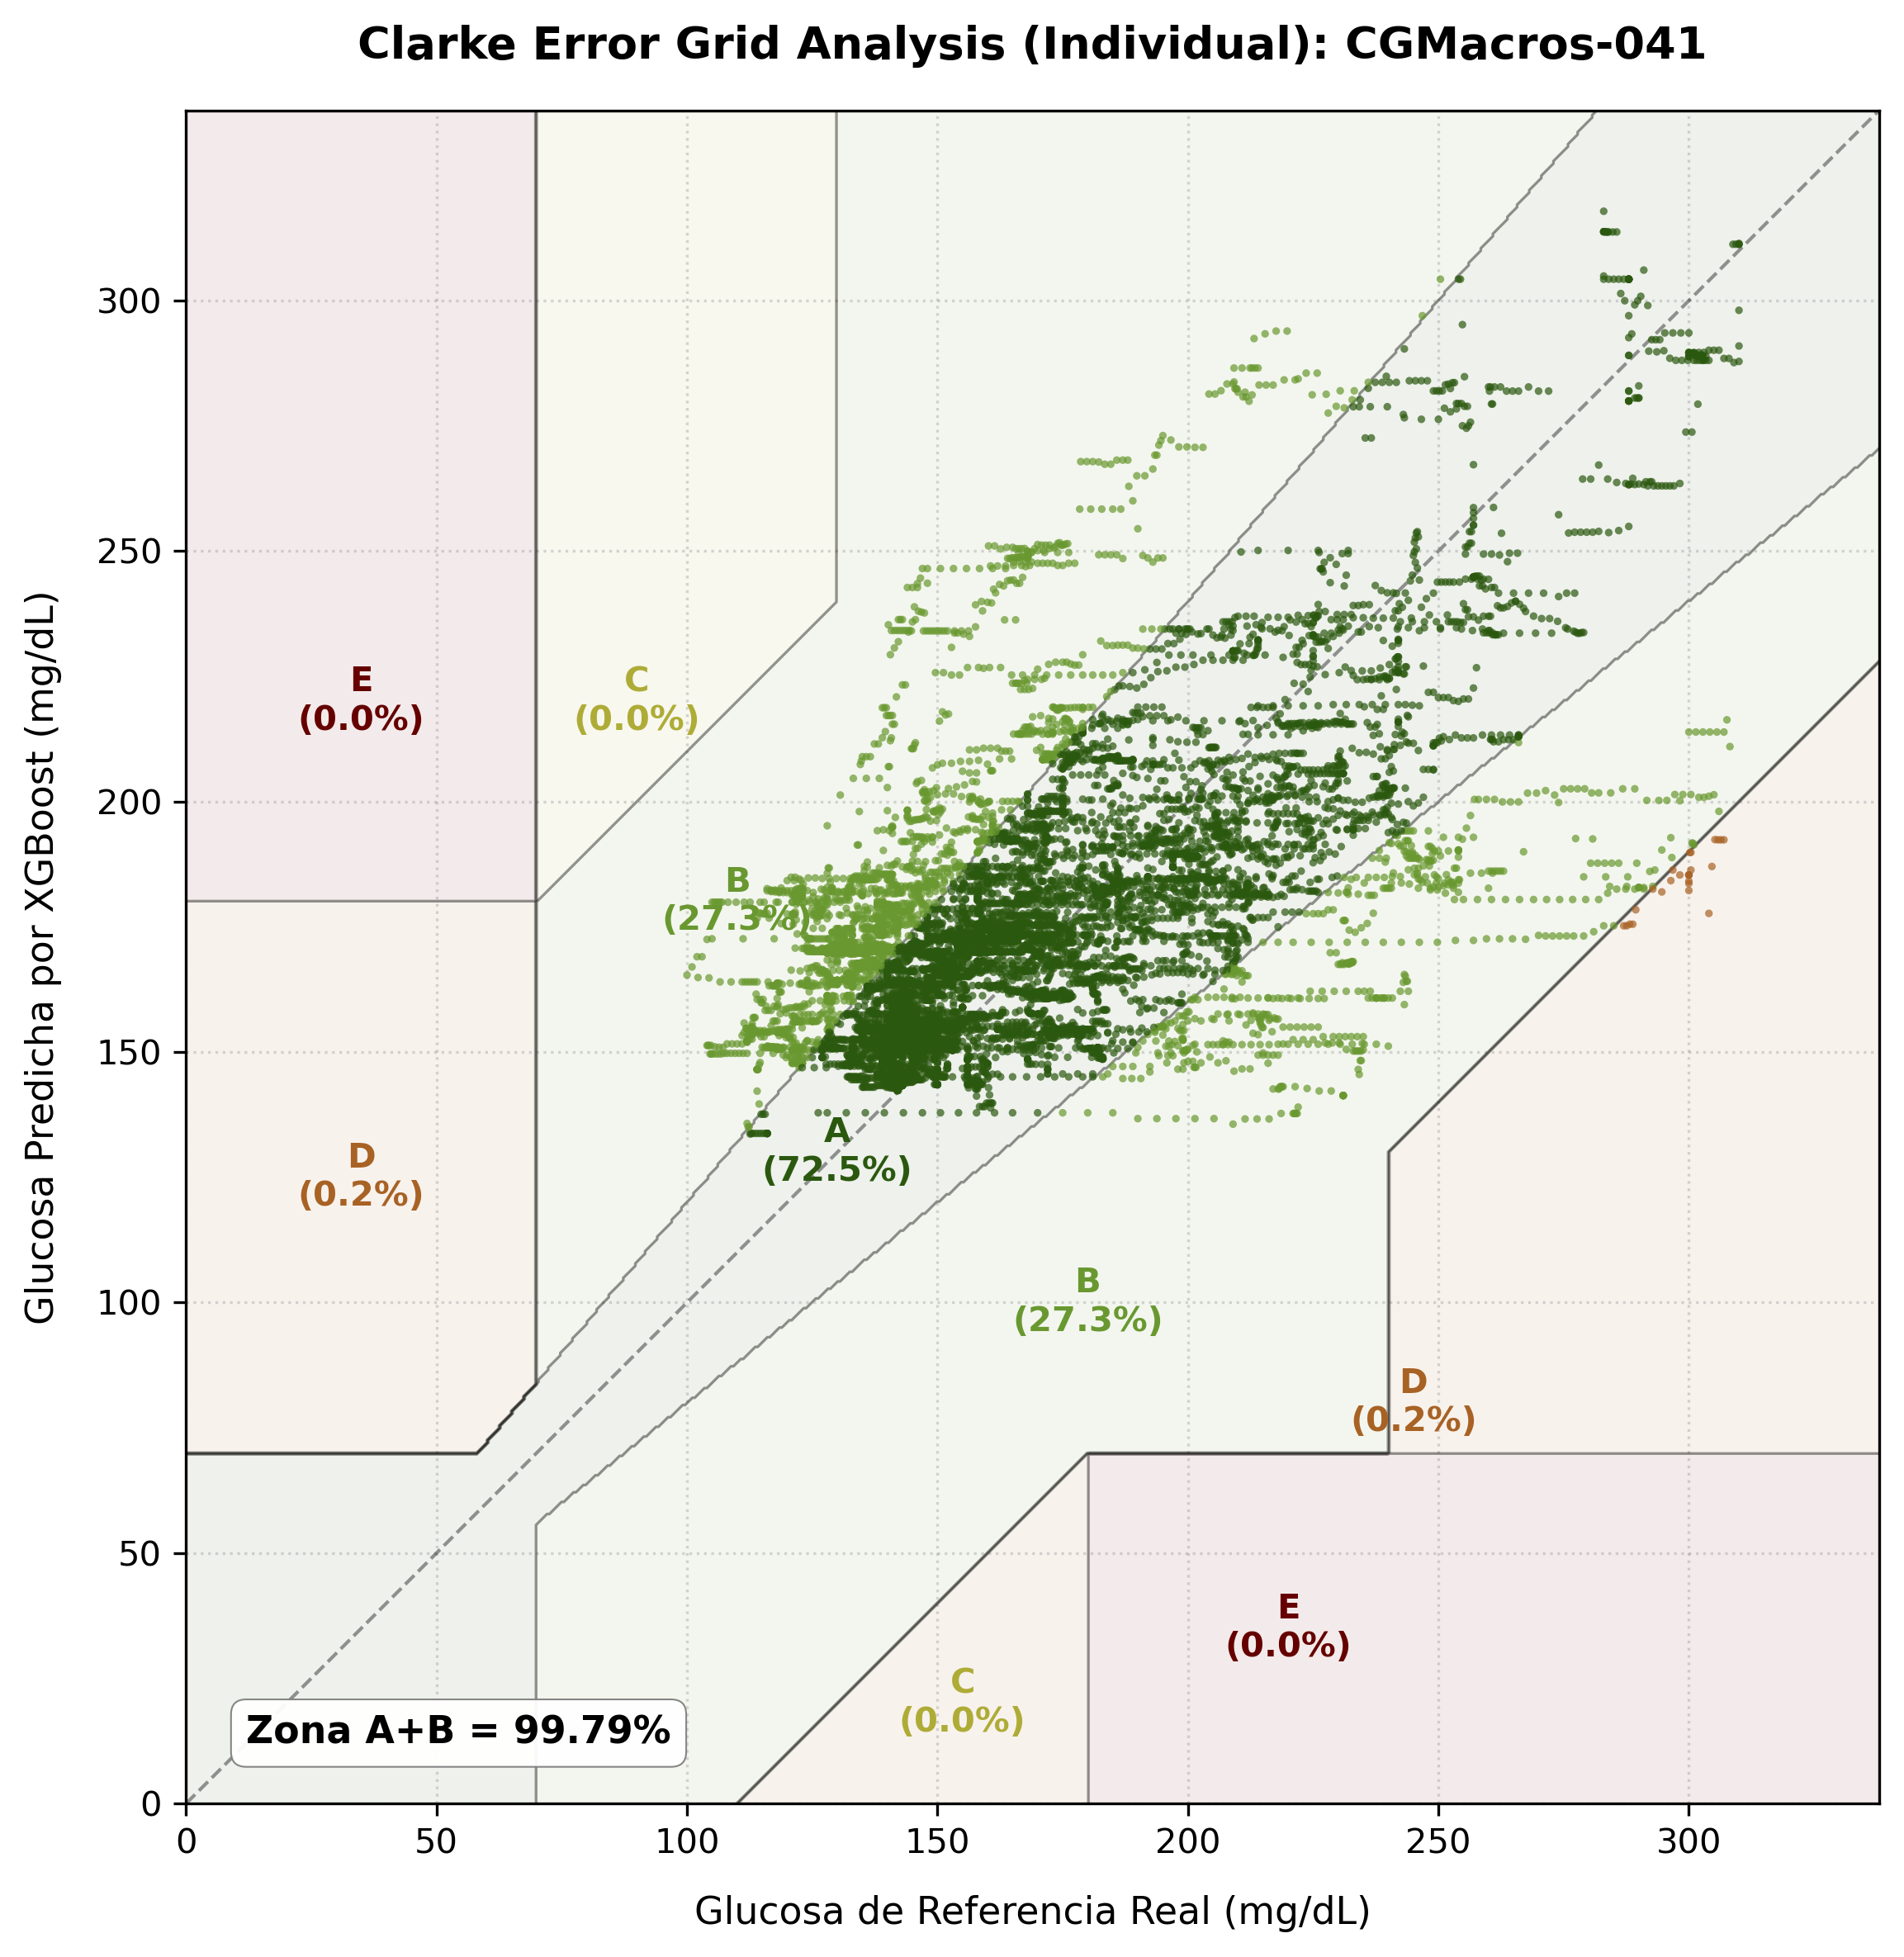 Clarke Error Grid Analysis (Individual): CGMacros-041
Glucosa Predicha por XGBoost (mg/dL)
300
250
200
150
100
50
0
E
(0.0%)
C
(0.0%)
B
(27.3%)
D
(0.2%)
A
(72.5%)
B
(27.3%)
D
(0.2%)
E
(0.0%)
C
(0.0%)
Zona A+B = 99.79%
0 50 100 150 200 250 300
Glucosa de Referencia Real (mg/dL)